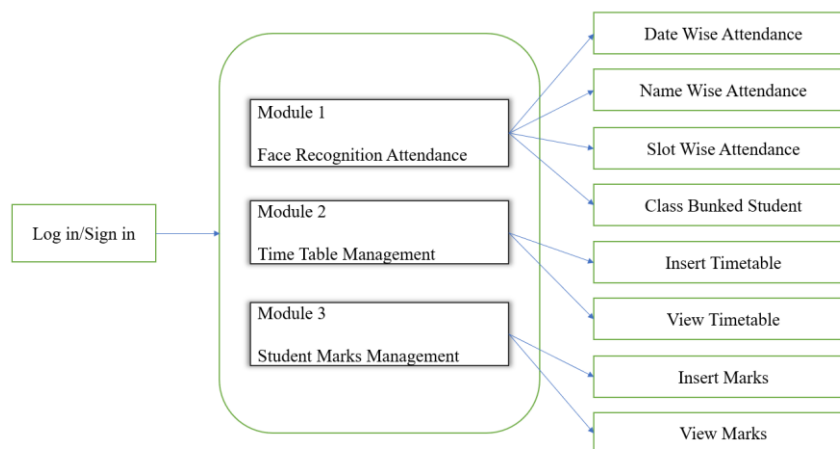 Log in/Sign in
Module 1
Face Recognition Attendance
Module 2
Time Table Management
Module 3
Student Marks Management
Date Wise Attendance
Name Wise Attendance
Slot Wise Attendance
Class Bunked Student
Insert Timetable
View Timetable
Insert Marks
View Marks